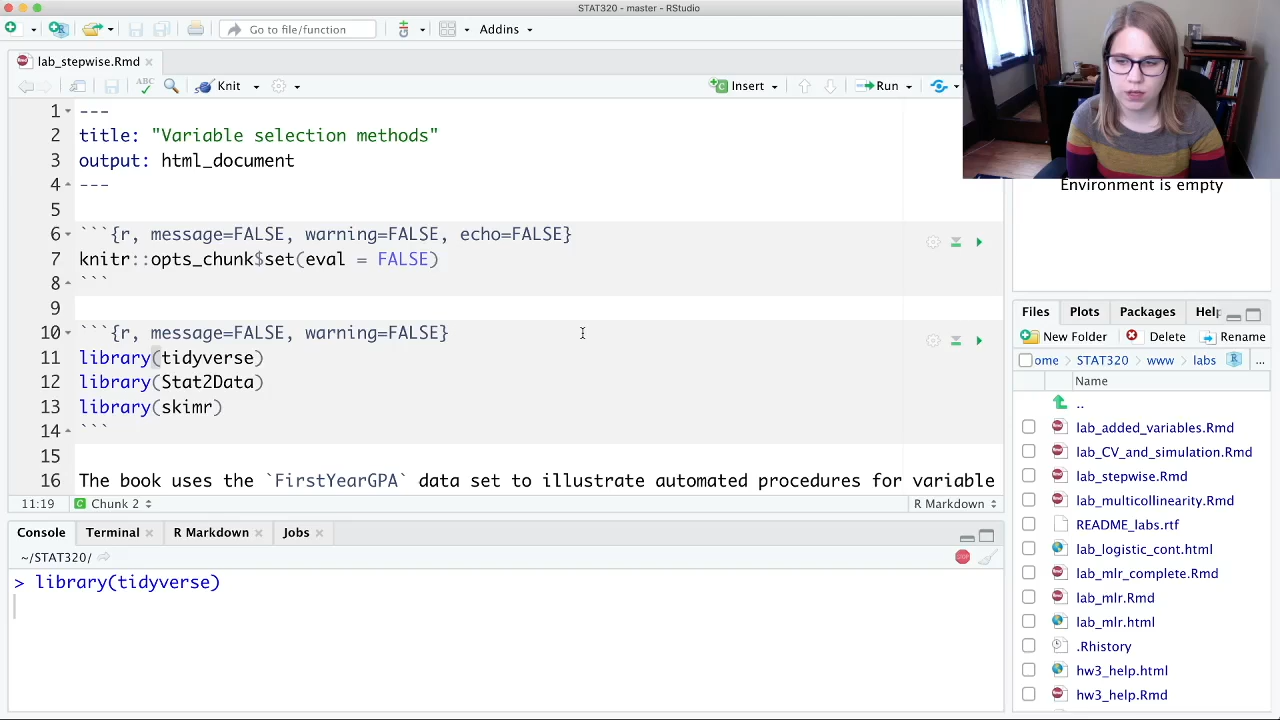 STAT320 - master - RStudio
Go to file/function
Addins
lab_stepwise.Rmd
ABC
Knit
Insert
Run
1 ---
2 title: "Variable selection methods"
3 output: html_document
4 ---
5
6 ```{r, message=FALSE, warning=FALSE, echo=FALSE}
7 knitr::opts_chunk$set(eval = FALSE)
8 ```
9
10 ```{r, message=FALSE, warning=FALSE}
11 library(tidyverse)
12 library(Stat2Data)
13 library(skimr)
14 ```
15
16 The book uses the `FirstYearGPA` data set to illustrate automated procedures for variable
11:19 Chunk 2 R Markdown
Console Terminal R Markdown Jobs
~/STAT320/
> library(tidyverse)
Environment is empty
Files Plots Packages Help
New Folder Delete Rename
ome > STAT320 > www > labs ...
Name
..
lab_added_variables.Rmd
lab_CV_and_simulation.Rmd
lab_stepwise.Rmd
lab_multicollinearity.Rmd
README_labs.rtf
lab_logistic_cont.html
lab_mlr_complete.Rmd
lab_mlr.Rmd
lab_mlr.html
.Rhistory
hw3_help.html
hw3_help.Rmd